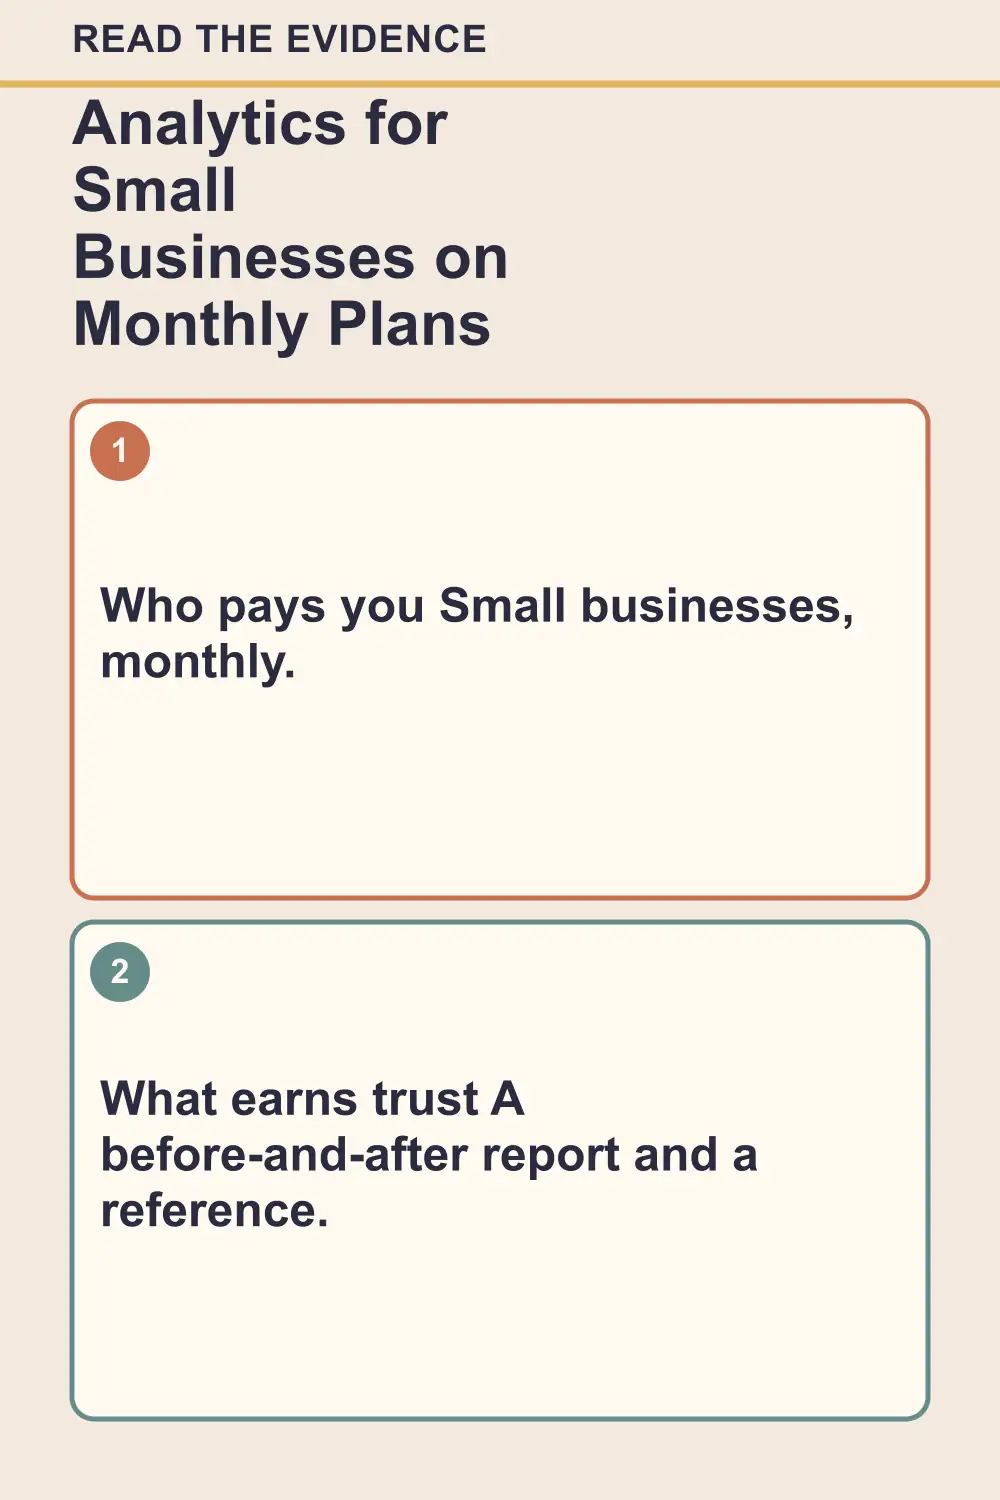 READ THE EVIDENCE
Analytics for
Small
Businesses on
Monthly Plans
1
Who pays you Small businesses,
monthly.
2
What earns trust A
before-and-after report and a
reference.